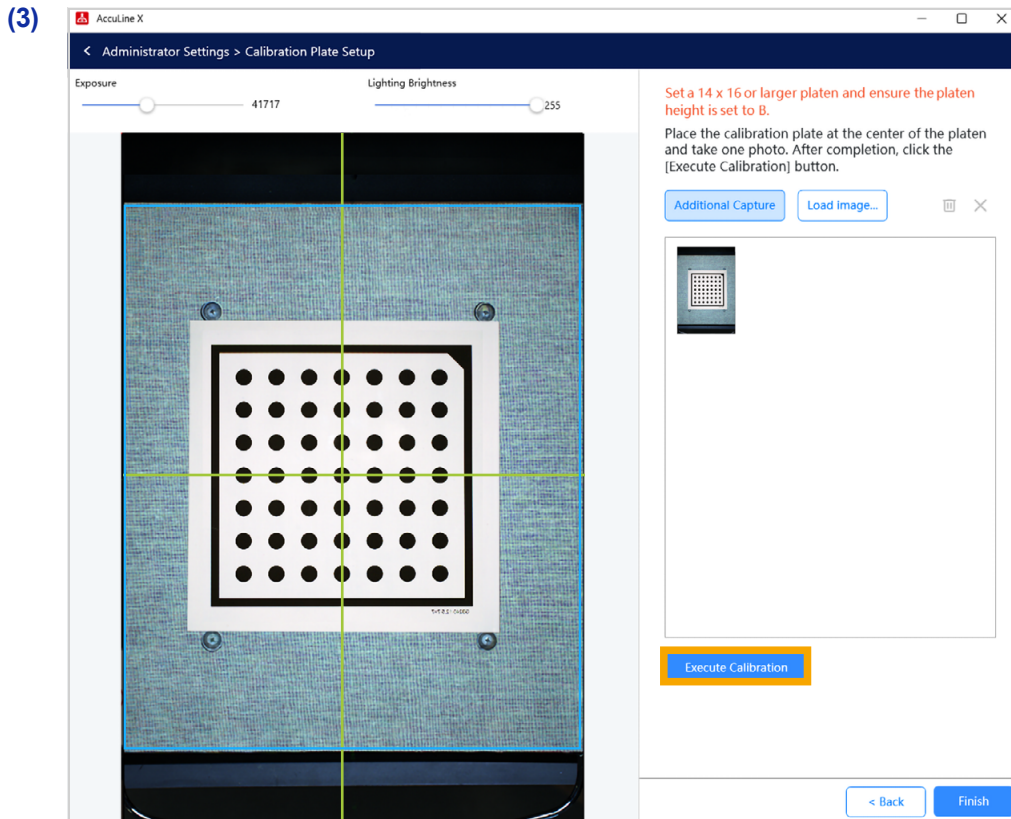 (3)
AccuLine X
< Administrator Settings > Calibration Plate Setup
Exposure
41717
Lighting Brightness
255
Set a 14 x 16 or larger platen and ensure the platen
height is set to B.
Place the calibration plate at the center of the platen
and take one photo. After completion, click the
[Execute Calibration] button.
Additional Capture
Load image...
Execute Calibration
< Back
Finish